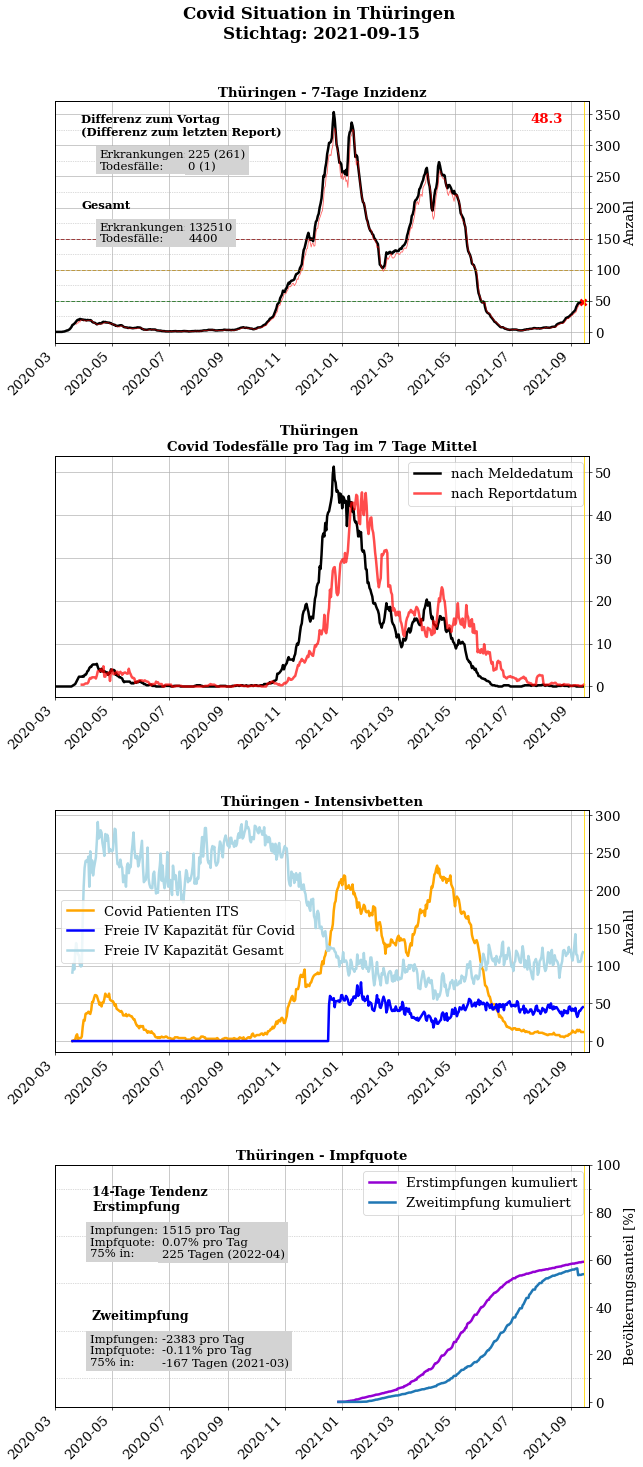 Covid Situation in Thüringen
Stichtag: 2021-09-15
Thüringen - 7-Tage Inzidenz
Differenz zum Vortag
(Differenz zum letzten Report)
Erkrankungen 225 (261)
Todesfälle: 0 (1)
Gesamt
Erkrankungen 132510
Todesfälle: 4400
48.3
350
300
250
200
150
100
50
0
Anzahl
2020-03 2020-05 2020-07 2020-09 2020-11 2021-01 2021-03 2021-05 2021-07 2021-09
Thüringen
Covid Todesfälle pro Tag im 7 Tage Mittel
nach Meldedatum
nach Reportdatum
50
40
30
20
10
0
2020-03 2020-05 2020-07 2020-09 2020-11 2021-01 2021-03 2021-05 2021-07 2021-09
Thüringen - Intensivbetten
Covid Patienten ITS
Freie IV Kapazität für Covid
Freie IV Kapazität Gesamt
300
250
200
150
100
50
0
Anzahl
2020-03 2020-05 2020-07 2020-09 2020-11 2021-01 2021-03 2021-05 2021-07 2021-09
Thüringen - Impfquote
14-Tage Tendenz
Erstimpfung
Impfungen: 1515 pro Tag
Impfquote: 0.07% pro Tag
75% in: 225 Tagen (2022-04)
Zweitimpfung
Impfungen: -2383 pro Tag
Impfquote: -0.11% pro Tag
75% in: -167 Tagen (2021-03)
Erstimpfungen kumuliert
Zweitimpfung kumuliert
100
80
60
40
20
0
Bevölkerungsanteil [%]
2020-03 2020-05 2020-07 2020-09 2020-11 2021-01 2021-03 2021-05 2021-07 2021-09